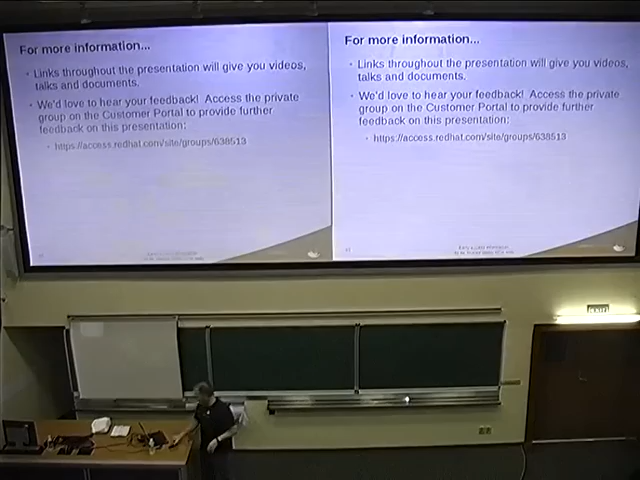 For more information...
Links throughout the presentation will give you videos,
talks and documents.
We'd love to hear your feedback! Access the private
group on the Customer Portal to provide further
feedback on this presentation:
https://access.redhat.com/site/groups/638513
For more information...
Links throughout the presentation will give you videos,
talks and documents.
We'd love to hear your feedback! Access the private
group on the Customer Portal to provide further
feedback on this presentation:
https://access.redhat.com/site/groups/638513
EXIT